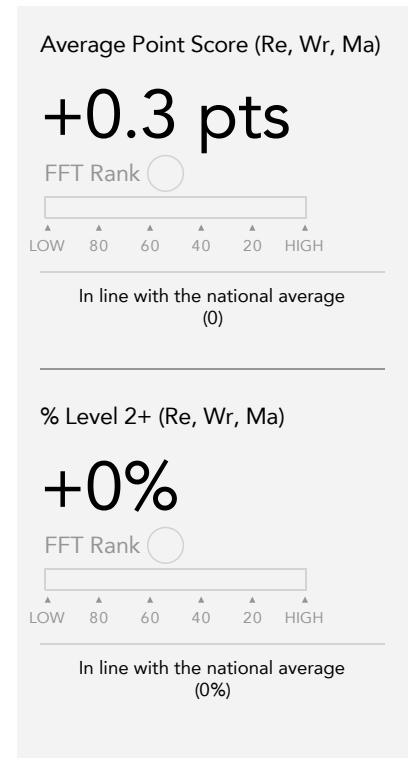 Average Point Score (Re, Wr, Ma)
+0.3 pts
FFT Rank
LOW 80 60 40 20 HIGH
In line with the national average
(0)
% Level 2+ (Re, Wr, Ma)
+0%
FFT Rank
LOW 80 60 40 20 HIGH
In line with the national average
(0%)